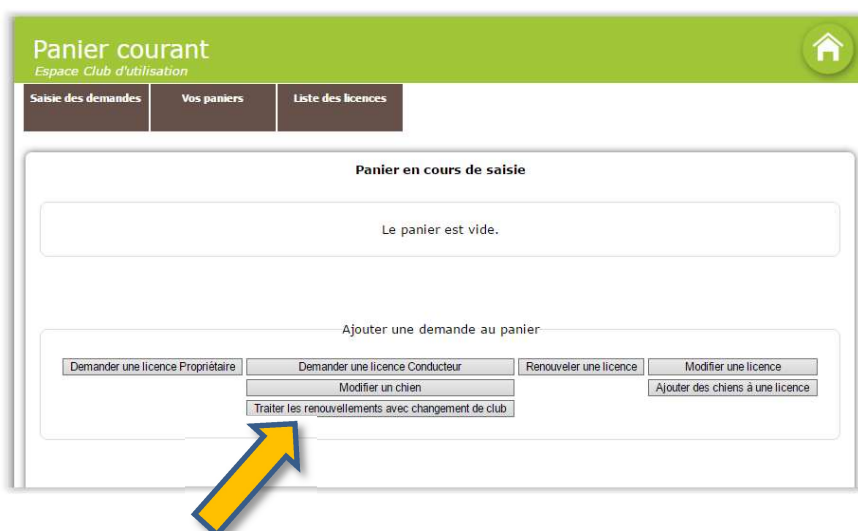 Panier courant
Espace Club d'utilisation
Saisie des demandes Vos paniers Liste des licences
Panier en cours de saisie
Le panier est vide.
Ajouter une demande au panier
Demander une licence Propriétaire Demander une licence Conducteur Renouveler une licence Modifier une licence
Modifier un chien Ajouter des chiens à une licence
Traiter les renouvellements avec changement de club